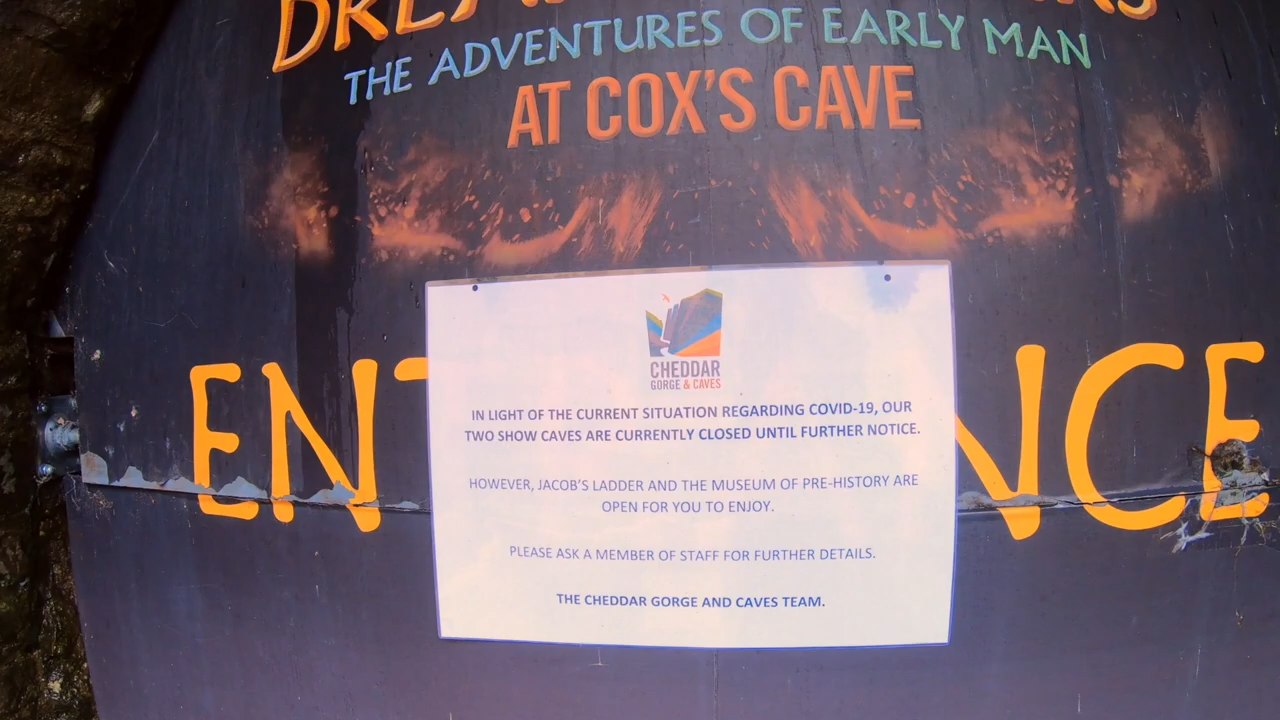 THE ADVENTURES OF EARLY MAN
AT COX'S CAVE
CHEDDAR
GORGE & CAVES
IN LIGHT OF THE CURRENT SITUATION REGARDING COVID-19, OUR
TWO SHOW CAVES ARE CURRENTLY CLOSED UNTIL FURTHER NOTICE.
HOWEVER, JACOB'S LADDER AND THE MUSEUM OF PRE-HISTORY ARE
OPEN FOR YOU TO ENJOY.
PLEASE ASK A MEMBER OF STAFF FOR FURTHER DETAILS.
THE CHEDDAR GORGE AND CAVES TEAM.